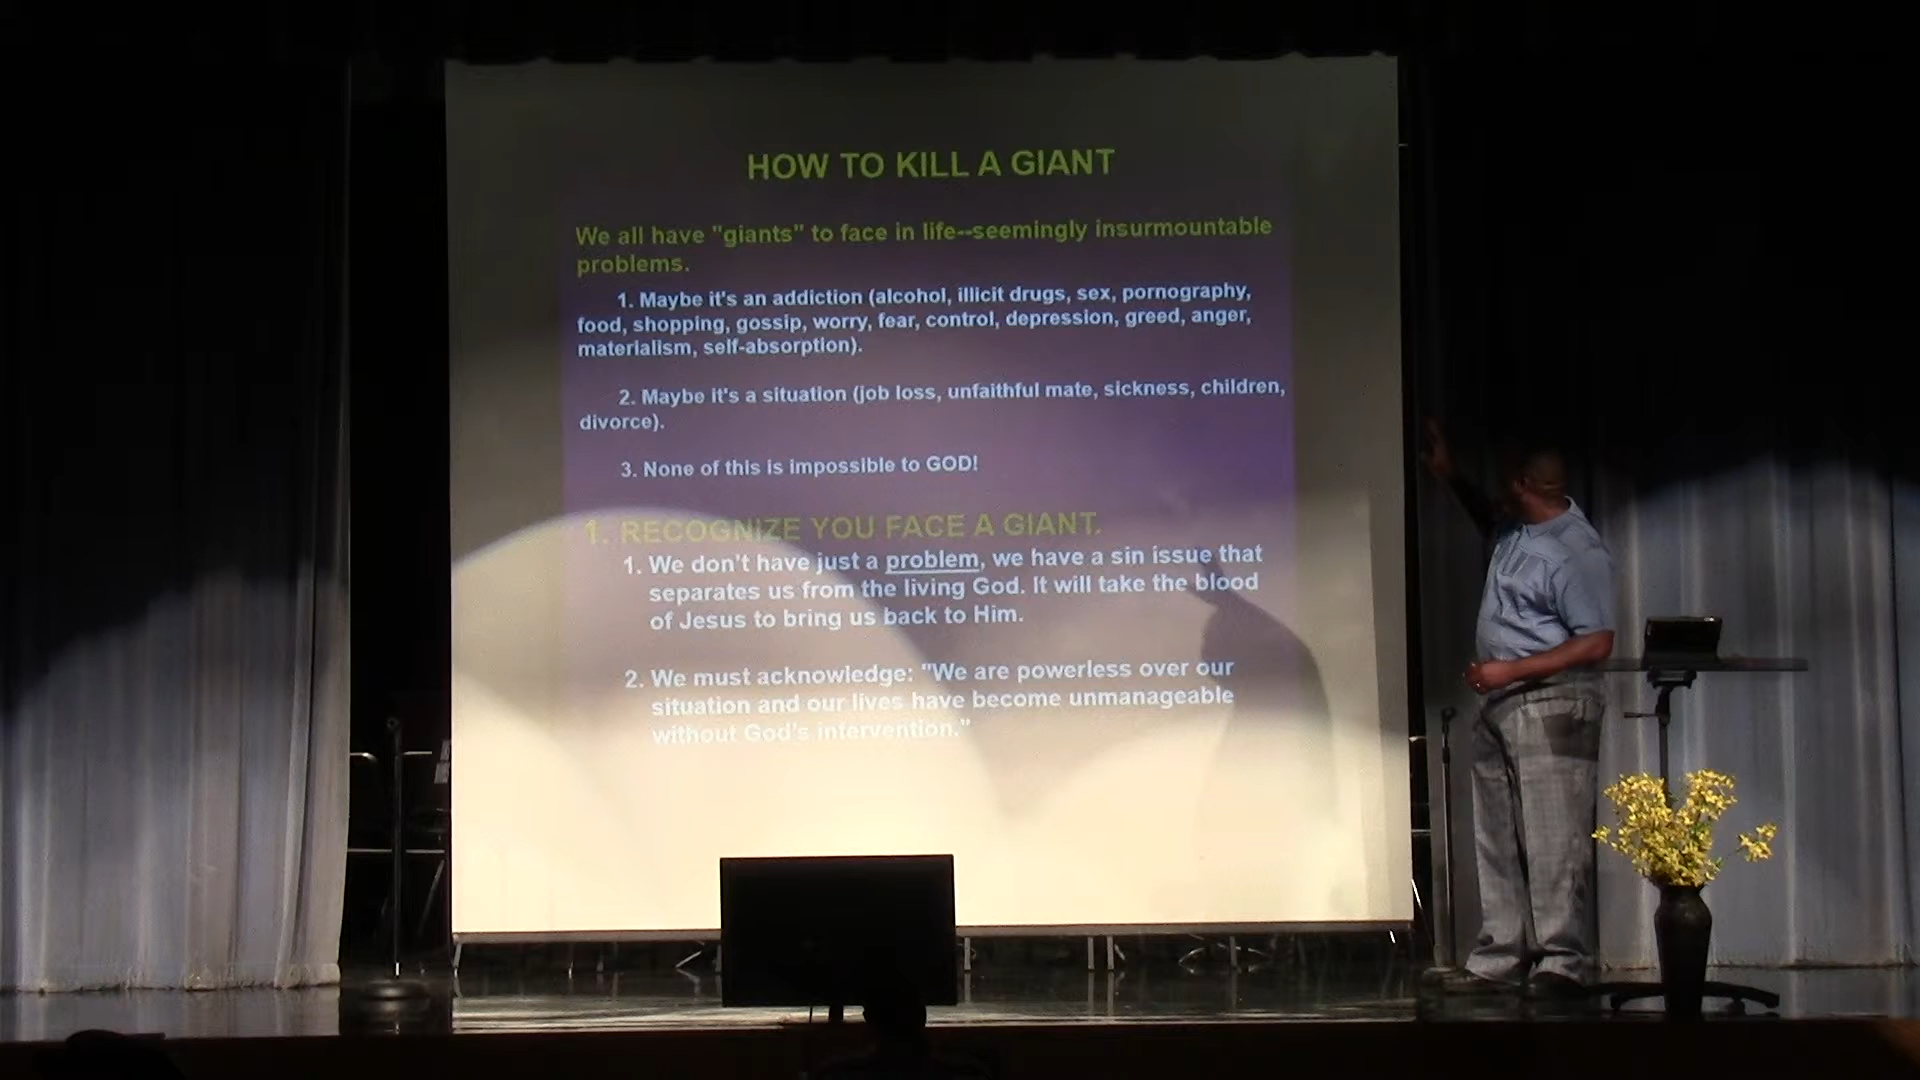 HOW TO KILL A GIANT
We all have "giants" to face in life--seemingly insurmountable
problems.
1. Maybe it's an addiction (alcohol, illicit drugs, sex, pornography,
food, shopping, gossip, worry, fear, control, depression, greed, anger,
materialism, self-absorption).
2. Maybe it's a situation (job loss, unfaithful mate, sickness, children,
divorce).
3. None of this is impossible to GOD!
1. RECOGNIZE YOU FACE A GIANT.
1. We don't have just a problem, we have a sin issue that
separates us from the living God. It will take the blood
of Jesus to bring us back to Him.
2. We must acknowledge: "We are powerless over our
situation and our lives have become unmanageable
without God's intervention."